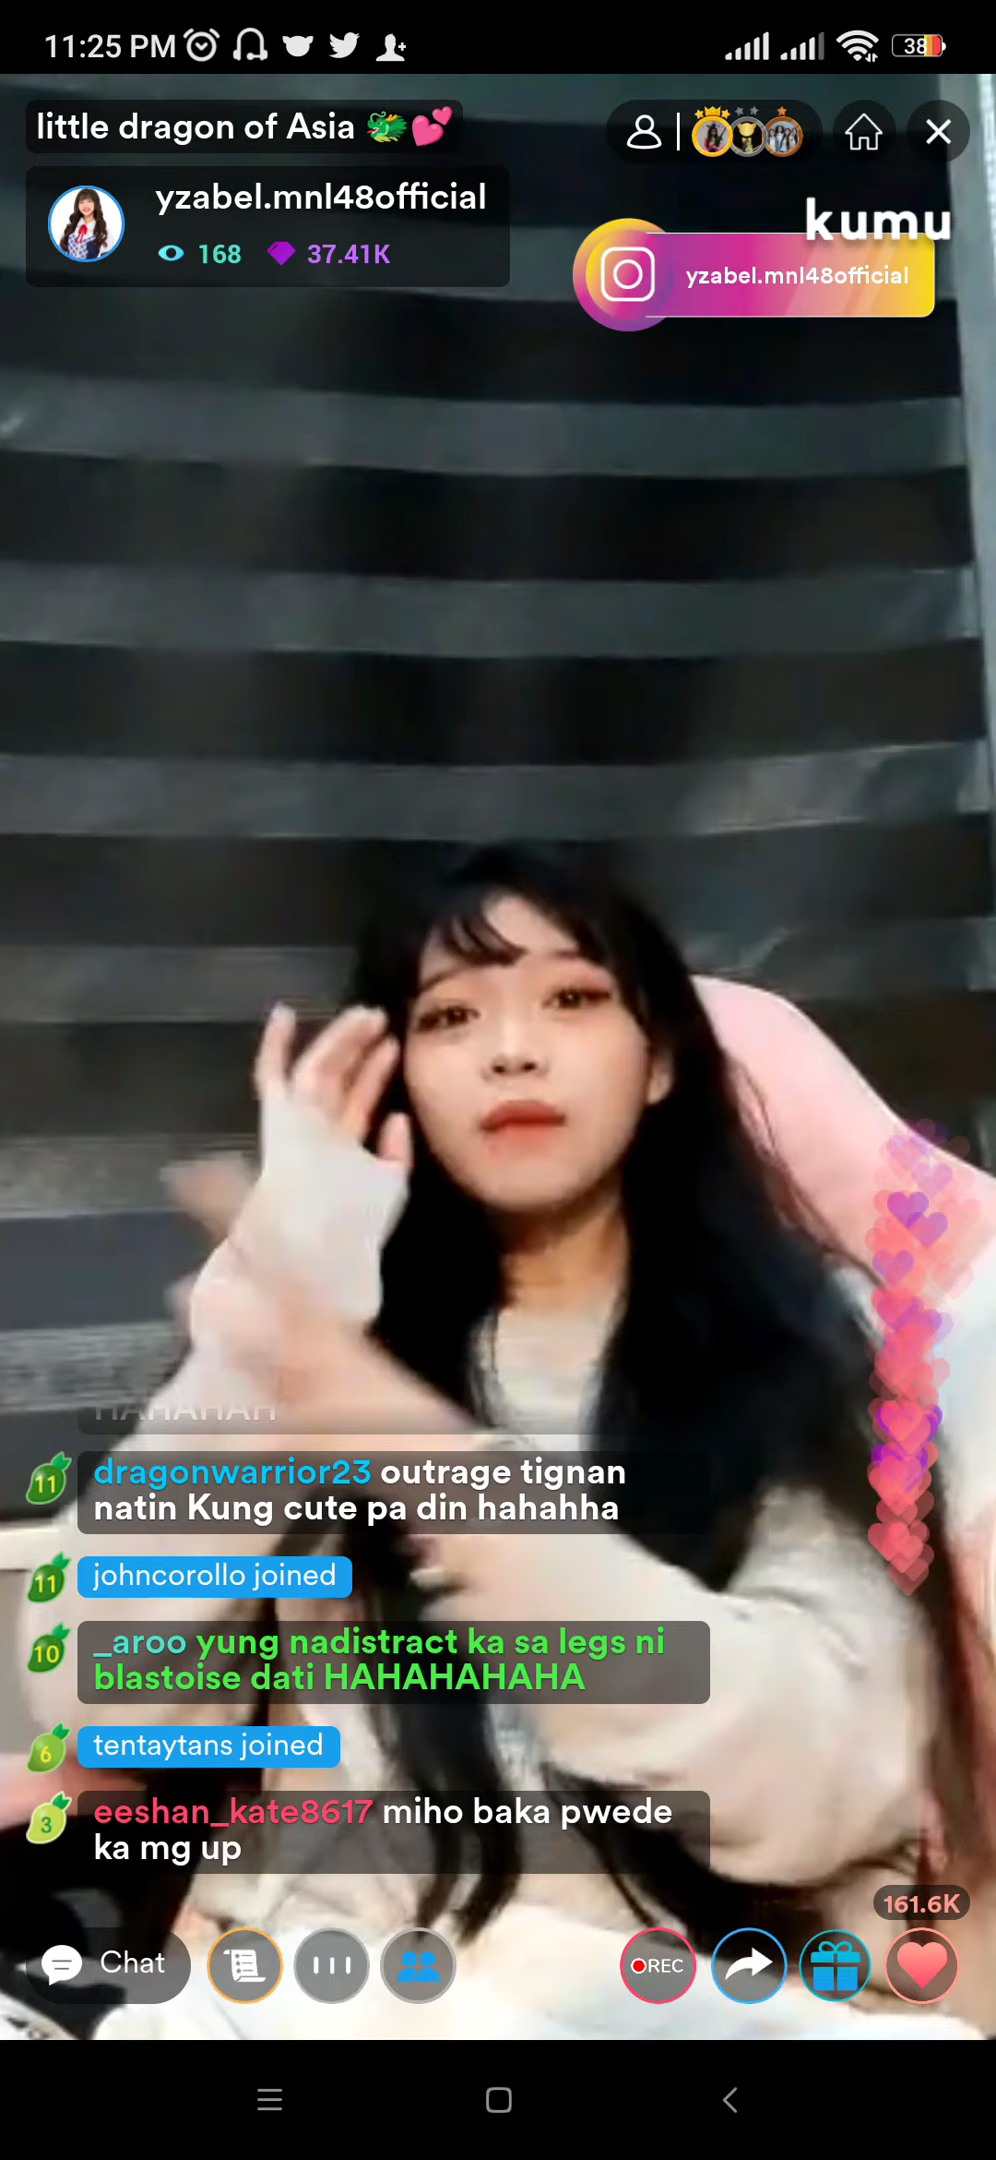 11:25 PM
38
little dragon of Asia 🐲💕
yzabel.mnl48official
168 37.41K
kumu
yzabel.mnl48official
HAHAHAH
11 dragonwarrior23 outrage tignan
natin Kung cute pa din hahahha
11 johncorollo joined
10 _aroo yung nadistract ka sa legs ni
blastoise dati HAHAHAHAHA
6 tentaytans joined
3 eeshan_kate8617 miho baka pwede
ka mg up
161.6K
Chat
REC